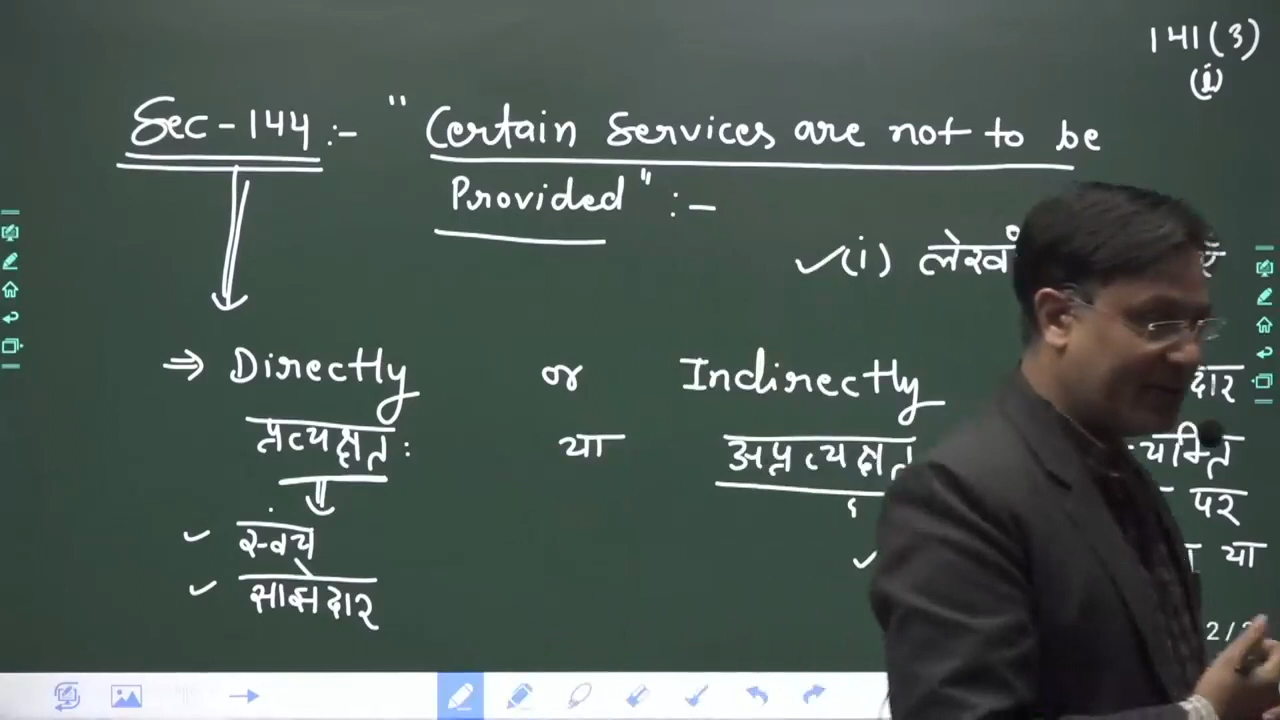 141(3)
(i)
Sec-144:- "Certain Services are not to be
Provided":-
(i)
⇒ Directly or Indirectly
दार
प्रत्यक्षत: या अप्रत्यक्षत
पर
स्वयं
या
साझेदार